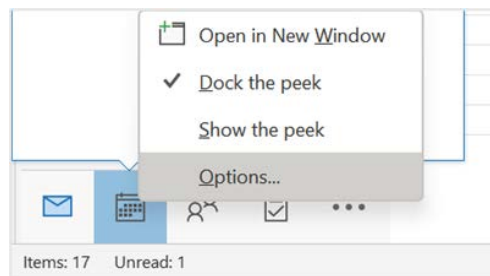 Open in New Window
Dock the peek
Show the peek
Options...
Items: 17 Unread: 1